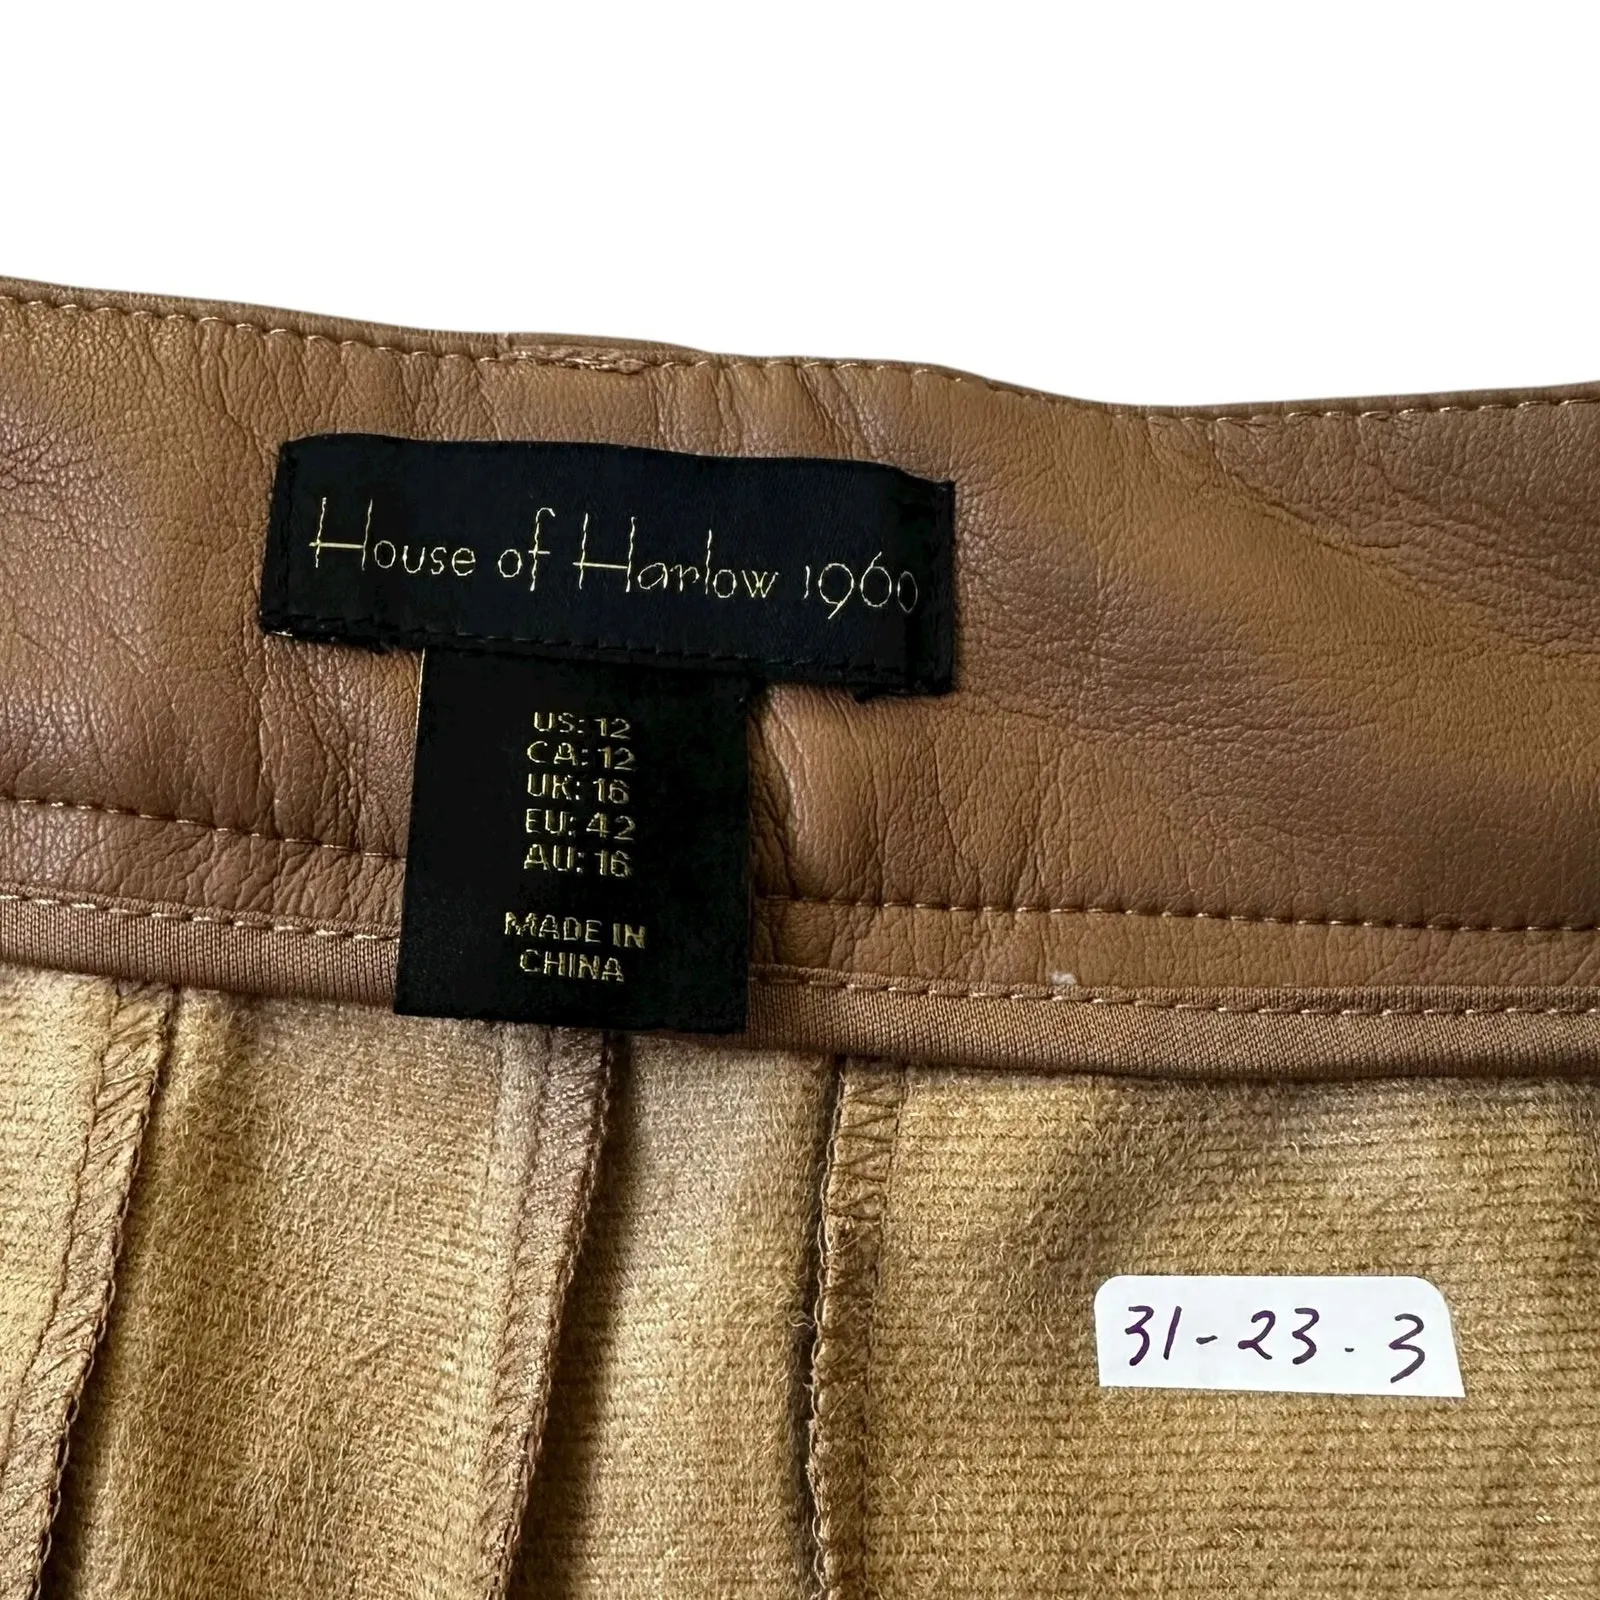 House of Harlow 1960
US: 12
CA: 12
UK: 16
EU: 42
AU: 16
MADE IN
CHINA
31-23.3